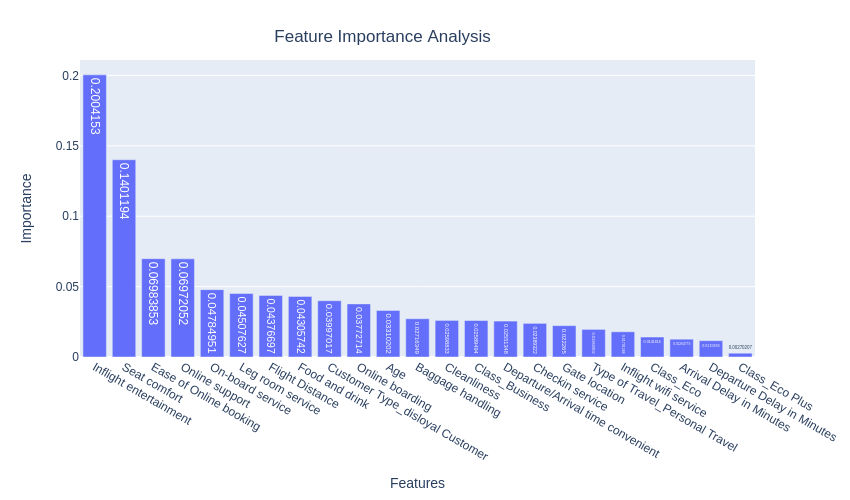 Feature Importance Analysis
Importance
0.2
0.15
0.1
0.05
0
0.2004153
0.1401194
0.06983853
0.06972052
0.04784951
0.04507627
0.04376697
0.04305742
0.03997017
0.03772714
0.03310202
0.00270207
Inflight entertainment
Seat comfort
Ease of Online booking
Online support
On-board service
Leg room service
Flight Distance
Food and drink
Customer Type_disloyal Customer
Online boarding
Age
Baggage handling
Cleanliness
Class_Business
Departure/Arrival time convenient
Checkin service
Gate location
Type of Travel_Personal Travel
Inflight wifi service
Class_Eco
Arrival Delay in Minutes
Departure Delay in Minutes
Class_Eco Plus
Features